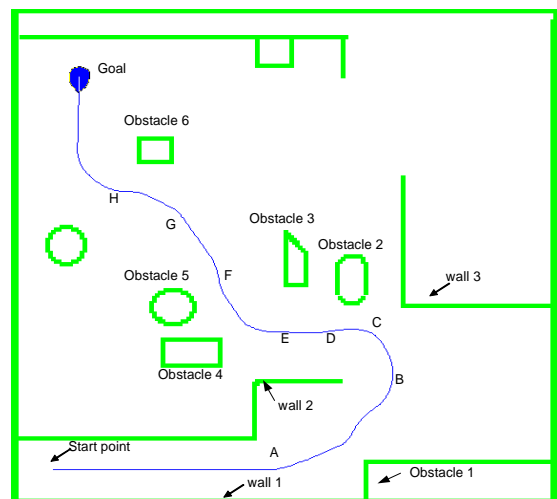 Goal
Obstacle 6
H
G
Obstacle 3
Obstacle 2
Obstacle 5
F
wall 3
C
E
D
Obstacle 4
B
wall 2
Start point
A
Obstacle 1
wall 1